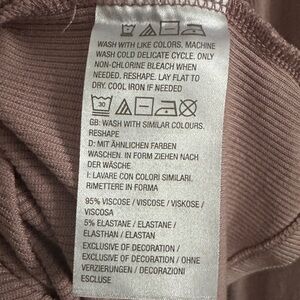 WASH WITH LIKE COLORS. MACHINE
WASH COLD DELICATE CYCLE. ONLY
NON-CHLORINE BLEACH WHEN
NEEDED. RESHAPE. LAY FLAT TO
DRY. COOL IRON IF NEEDED
30
GB: WASH WITH SIMILAR COLOURS.
RESHAPE
D: MIT ÄHNLICHEN FARBEN
WASCHEN. IN FORM ZIEHEN NACH
DER WÄSCHE.
I: LAVARE CON COLORI SIMILARI.
RIMETTERE IN FORMA
95% VISCOSE / VISCOSE / VISKOSE /
VISCOSA
5% ELASTANE / ELASTANE /
ELASTHAN / ELASTAN
EXCLUSIVE OF DECORATION /
EXCLUSIVE OF DECORATION / OHNE
VERZIERUNGEN / DECORAZIONI
ESCLUSE